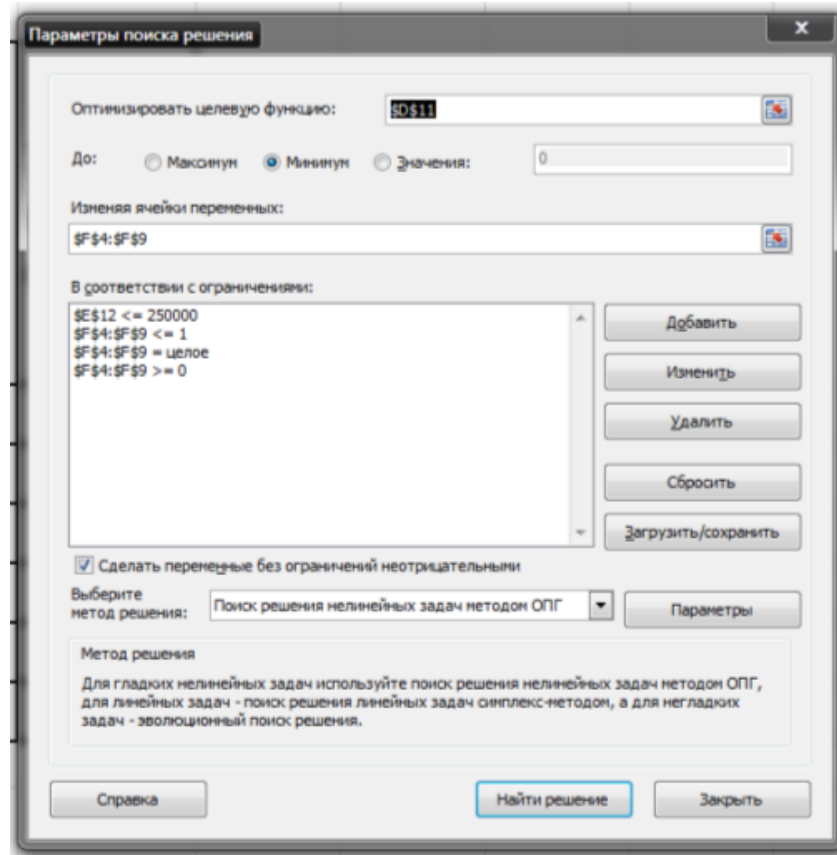 Параметры поиска решения
x
Оптимизировать целевую функцию:
$D$11
До:
Максимум
Минимум
Значения:
0
Изменяя ячейки переменных:
$F$4:$F$9
В соответствии с ограничениями:
$E$12 <= 250000
$F$4:$F$9 <= 1
$F$4:$F$9 = целое
$F$4:$F$9 >= 0
Добавить
Изменить
Удалить
Сбросить
Загрузить/сохранить
Сделать переменные без ограничений неотрицательными
Выберите
метод решения:
Поиск решения нелинейных задач методом ОПГ
Параметры
Метод решения
Для гладких нелинейных задач используйте поиск решения нелинейных задач методом ОПГ,
для линейных задач - поиск решения линейных задач симплекс-методом, а для негладких
задач - эволюционный поиск решения.
Справка
Найти решение
Закрыть